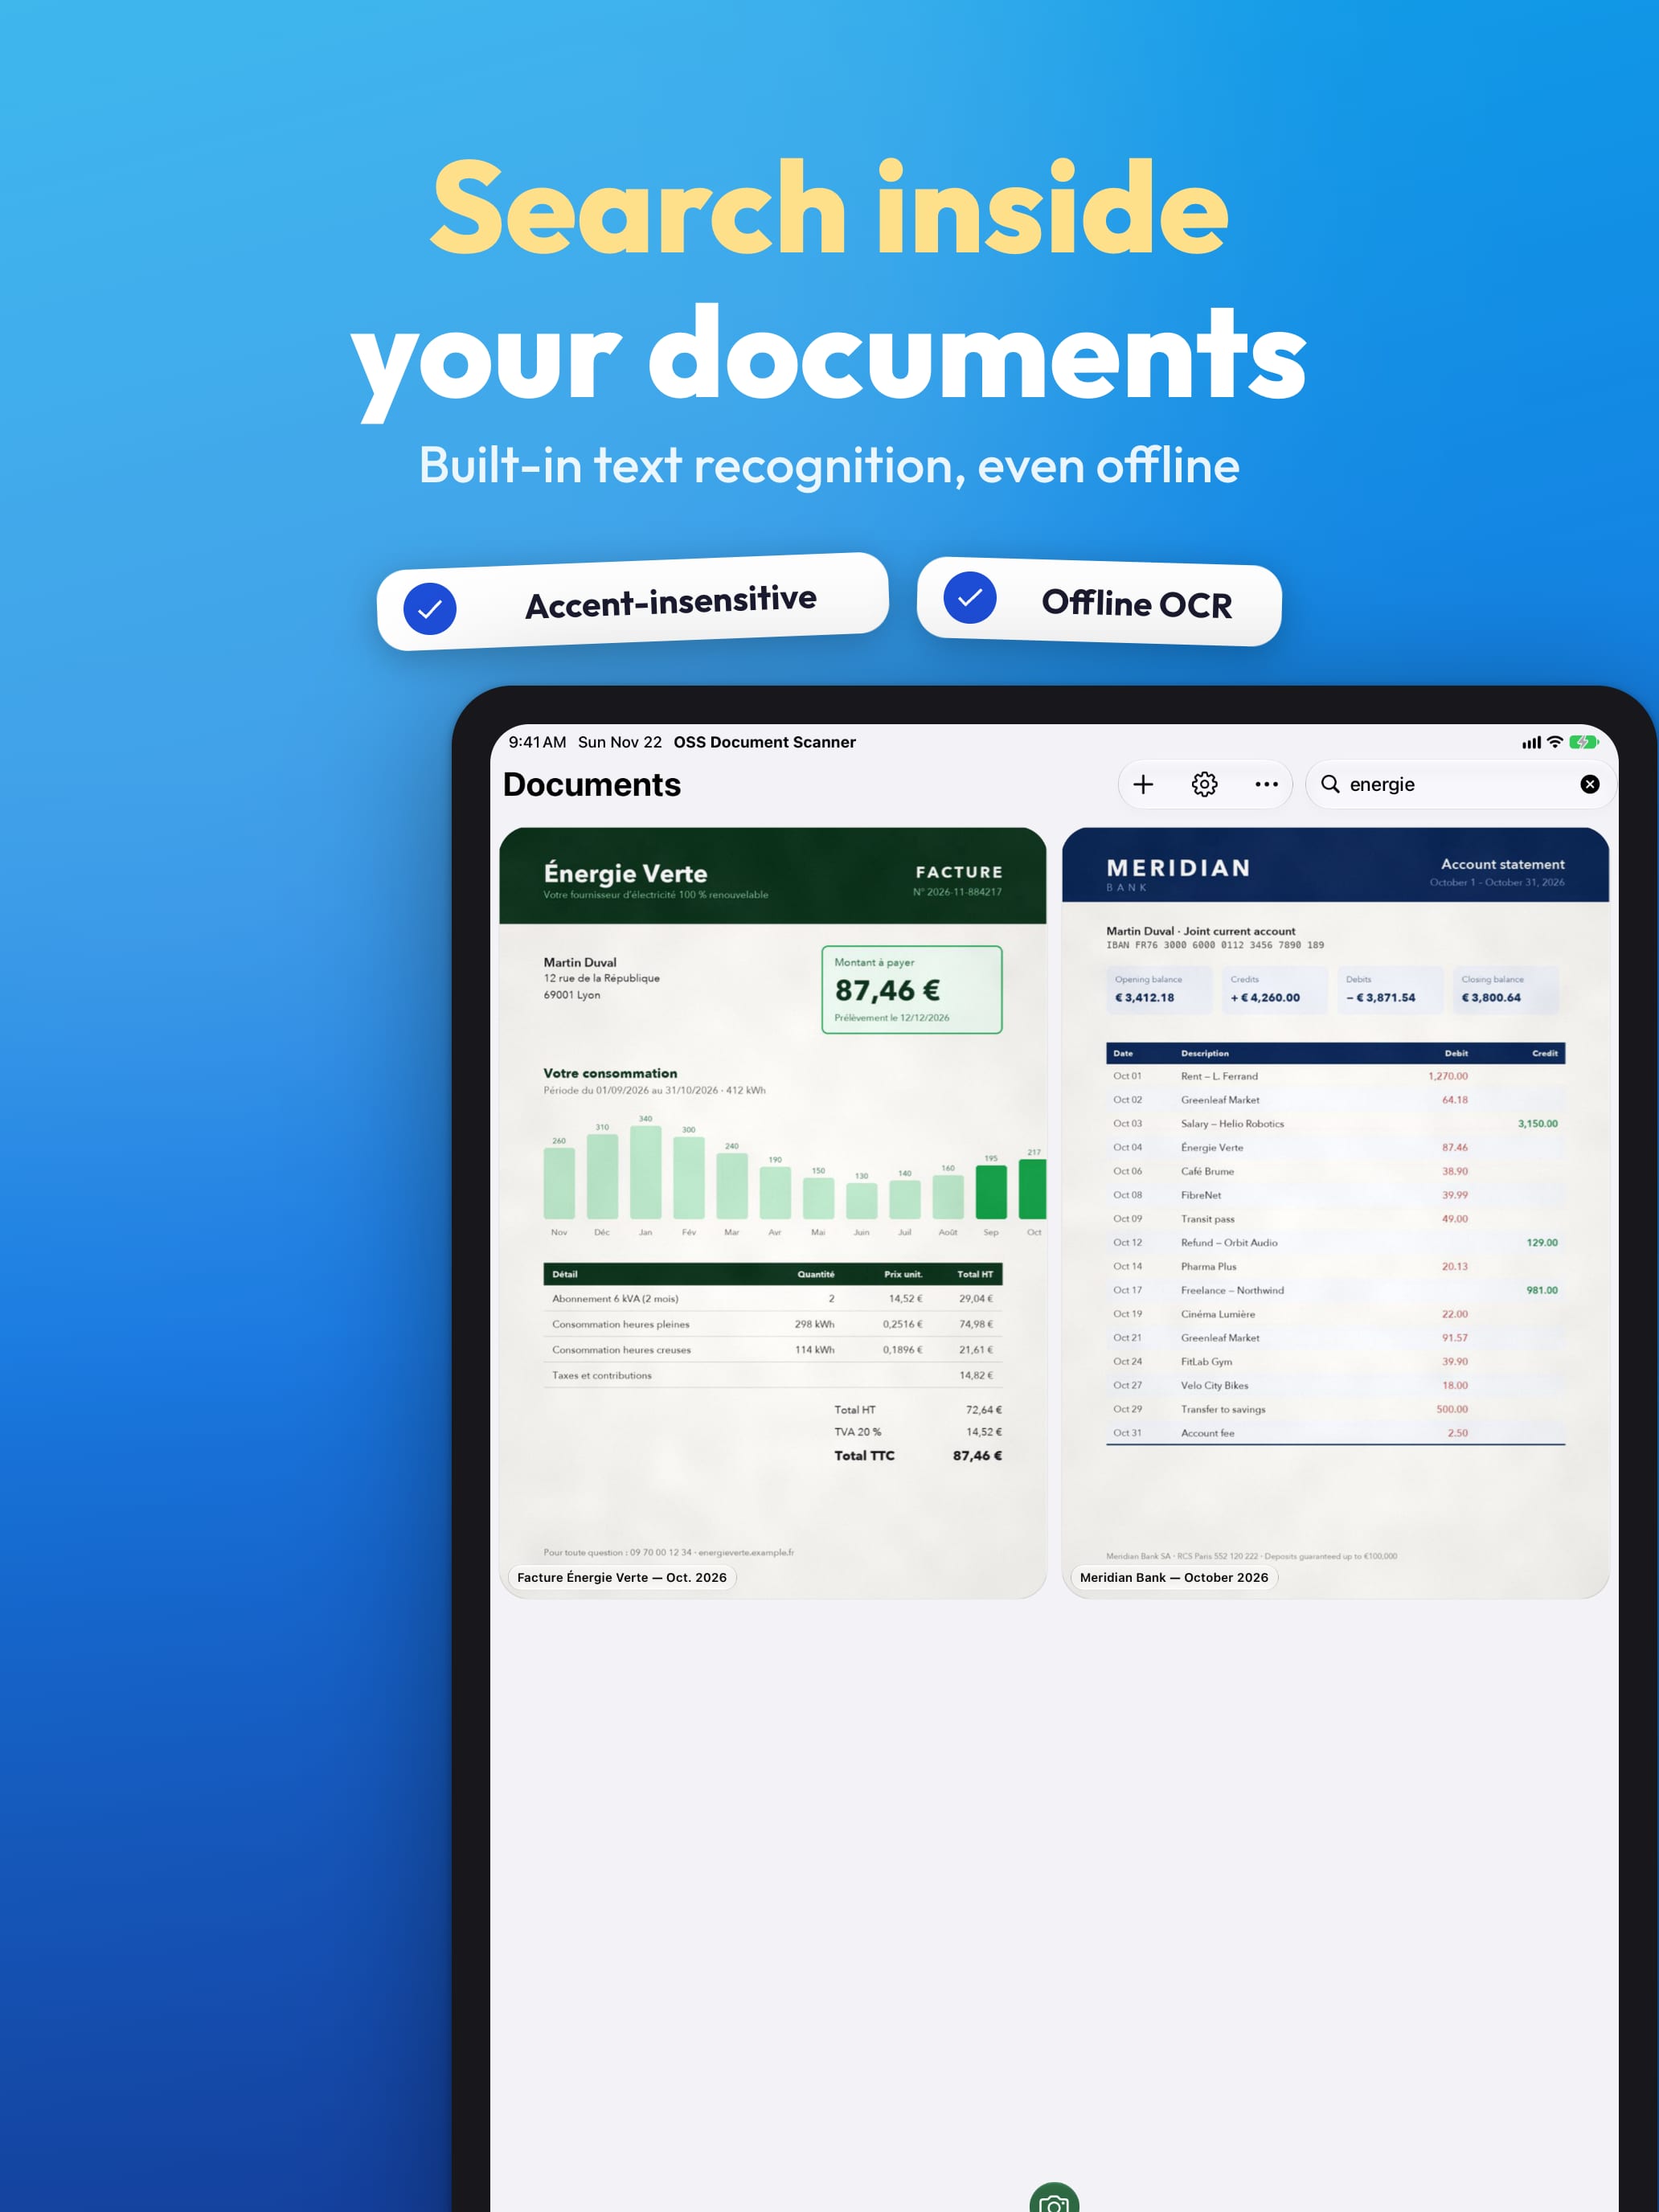 Search inside
your documents
Built-in text recognition, even offline
Accent-insensitive
Offline OCR
9:41 AM Sun Nov 22 OSS Document Scanner
Documents
energie
Énergie Verte
Votre fournisseur d'électricité 100 % renouvelable
FACTURE
N° 2026-11-884217
Martin Duval
12 rue de la République
69001 Lyon
Montant à payer
87,46 €
Prélèvement le 12/12/2026
Votre consommation
Période du 01/09/2026 au 31/10/2026 - 412 kWh
260 310 340 300 240 190 150 130 140 160 195 217
Nov Déc Jan Fév Mar Avr Mai Juin Juil Août Sep Oct
Détail Quantité Prix unit. Total HT
Abonnement 6 kVA (2 mois) 2 14,52 € 29,04 €
Consommation heures pleines 298 kWh 0,2516 € 74,98 €
Consommation heures creuses 114 kWh 0,1896 € 21,61 €
Taxes et contributions 14,82 €
Total HT 72,64 €
TVA 20 % 14,52 €
Total TTC 87,46 €
Pour toute question : 09 70 00 12 34 - energieverte.example.fr
Facture Énergie Verte — Oct. 2026
MERIDIAN
BANK
Account statement
October 1 - October 31, 2026
Martin Duval · Joint current account
IBAN FR76 3000 6000 0112 3456 7890 189
Opening balance Credits Debits Closing balance
€ 3,412.18 + € 4,260.00 − € 3,871.54 € 3,800.64
Date Description Debit Credit
Oct 01 Rent – L. Ferrand 1,270.00
Oct 02 Greenleaf Market 64.18
Oct 03 Salary – Helio Robotics 3,150.00
Oct 04 Énergie Verte 87.46
Oct 06 Café Brume 38.90
Oct 08 FibreNet 39.99
Oct 09 Transit pass 49.00
Oct 12 Refund – Orbit Audio 129.00
Oct 14 Pharma Plus 20.13
Oct 17 Freelance – Northwind 981.00
Oct 19 Cinéma Lumière 22.00
Oct 21 Greenleaf Market 91.57
Oct 24 FitLab Gym 39.90
Oct 27 Velo City Bikes 18.00
Oct 29 Transfer to savings 500.00
Oct 31 Account fee 2.50
Meridian Bank SA · RCS Paris 552 120 222 · Deposits guaranteed up to €100,000
Meridian Bank — October 2026